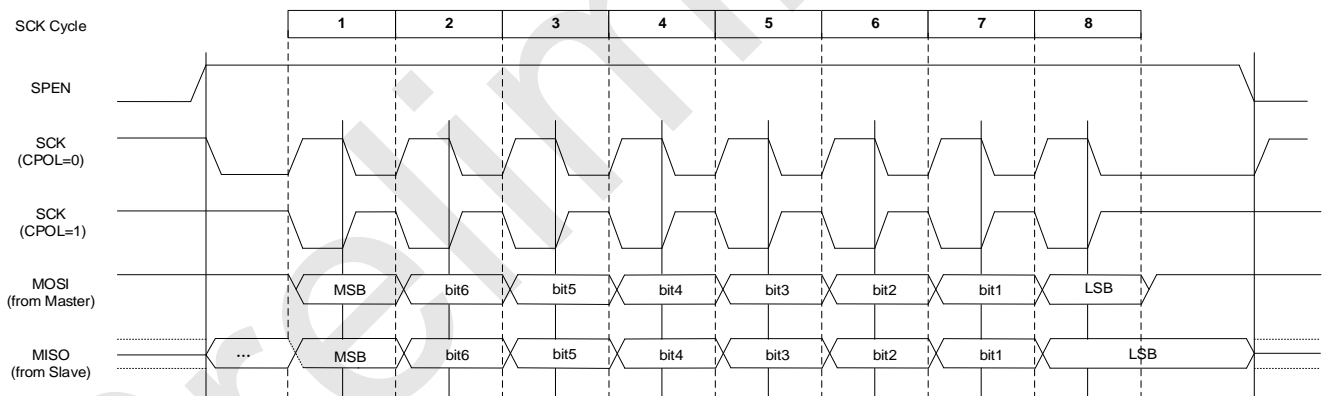 SCK Cycle 1 2 3 4 5 6 7 8
SPEN
SCK
(CPOL=0)
SCK
(CPOL=1)
MOSI
(from Master)
MSB bit6 bit5 bit4 bit3 bit2 bit1 LSB
MISO
(from Slave)
... MSB bit6 bit5 bit4 bit3 bit2 bit1 LSB